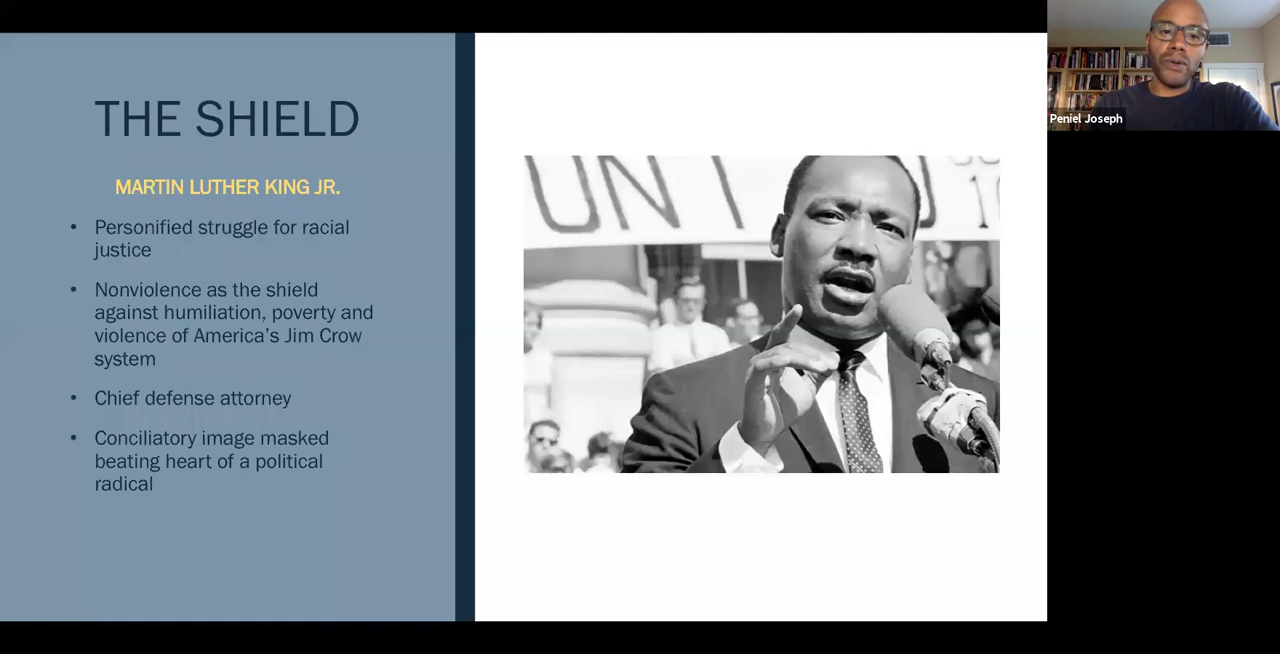 THE SHIELD
MARTIN LUTHER KING JR.
• Personified struggle for racial
justice
• Nonviolence as the shield
against humiliation, poverty and
violence of America's Jim Crow
system
• Chief defense attorney
• Conciliatory image masked
beating heart of a political
radical
Peniel Joseph